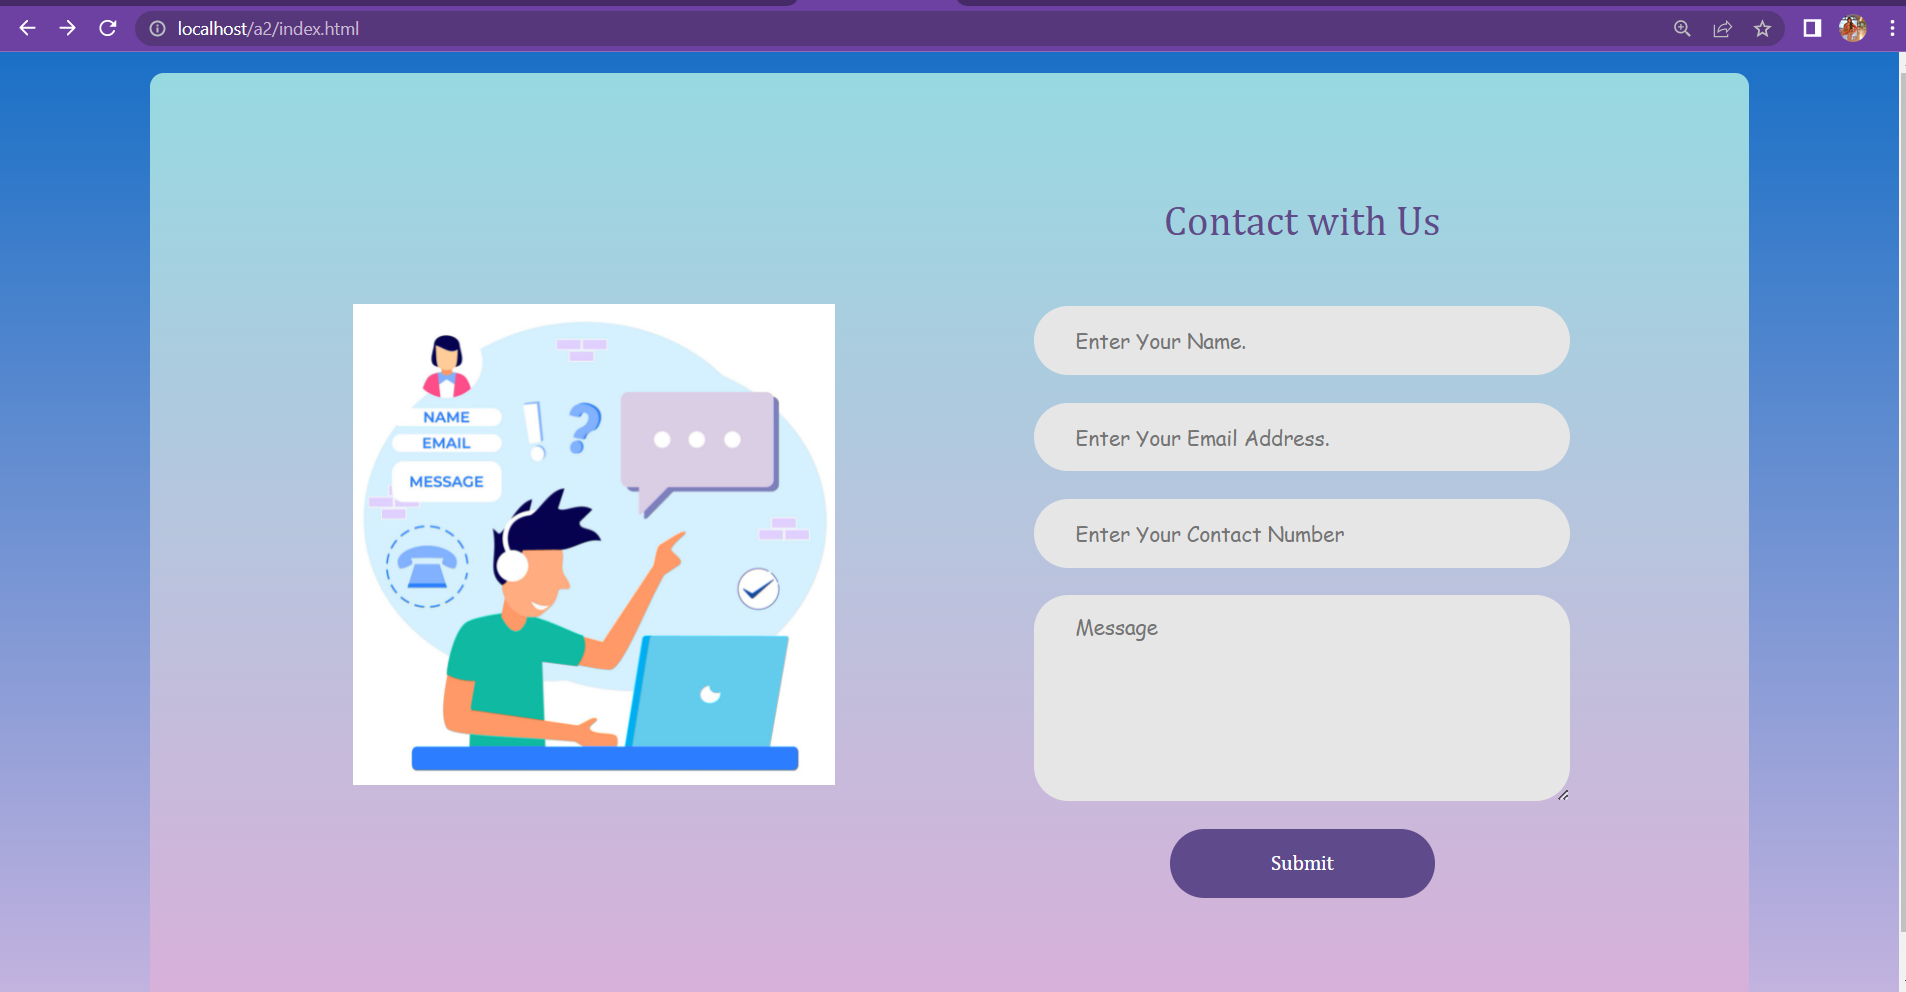 localhost/a2/index.html
Contact with Us
NAME
EMAIL
MESSAGE
! ?
Enter Your Name.
Enter Your Email Address.
Enter Your Contact Number
Message
Submit